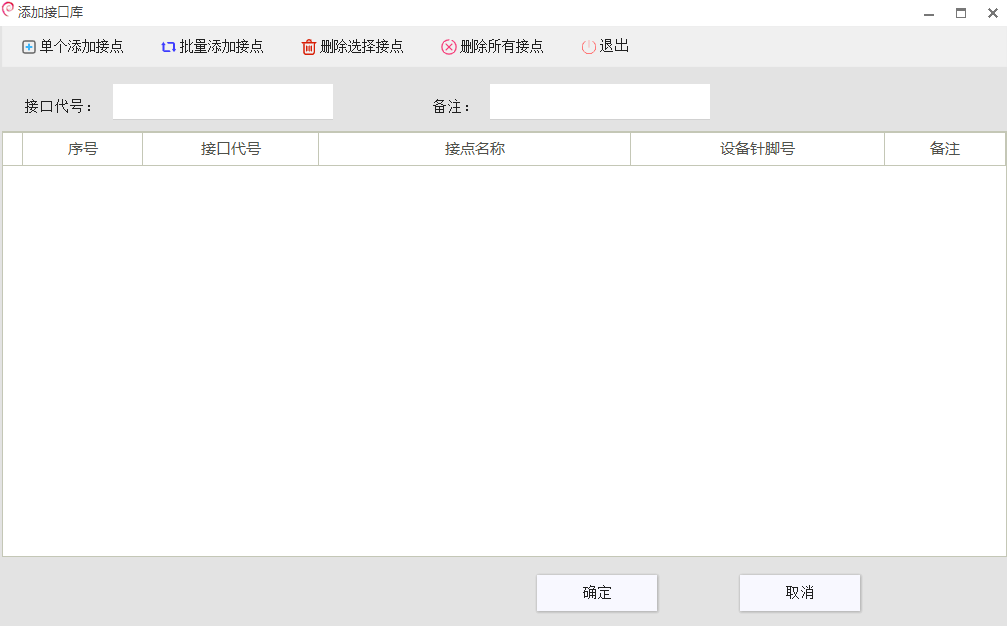 添加接口库
单个添加接点 批量添加接点 删除选择接点 删除所有接点 退出
接口代号： 备注：
序号 接口代号 接点名称 设备针脚号 备注
确定 取消